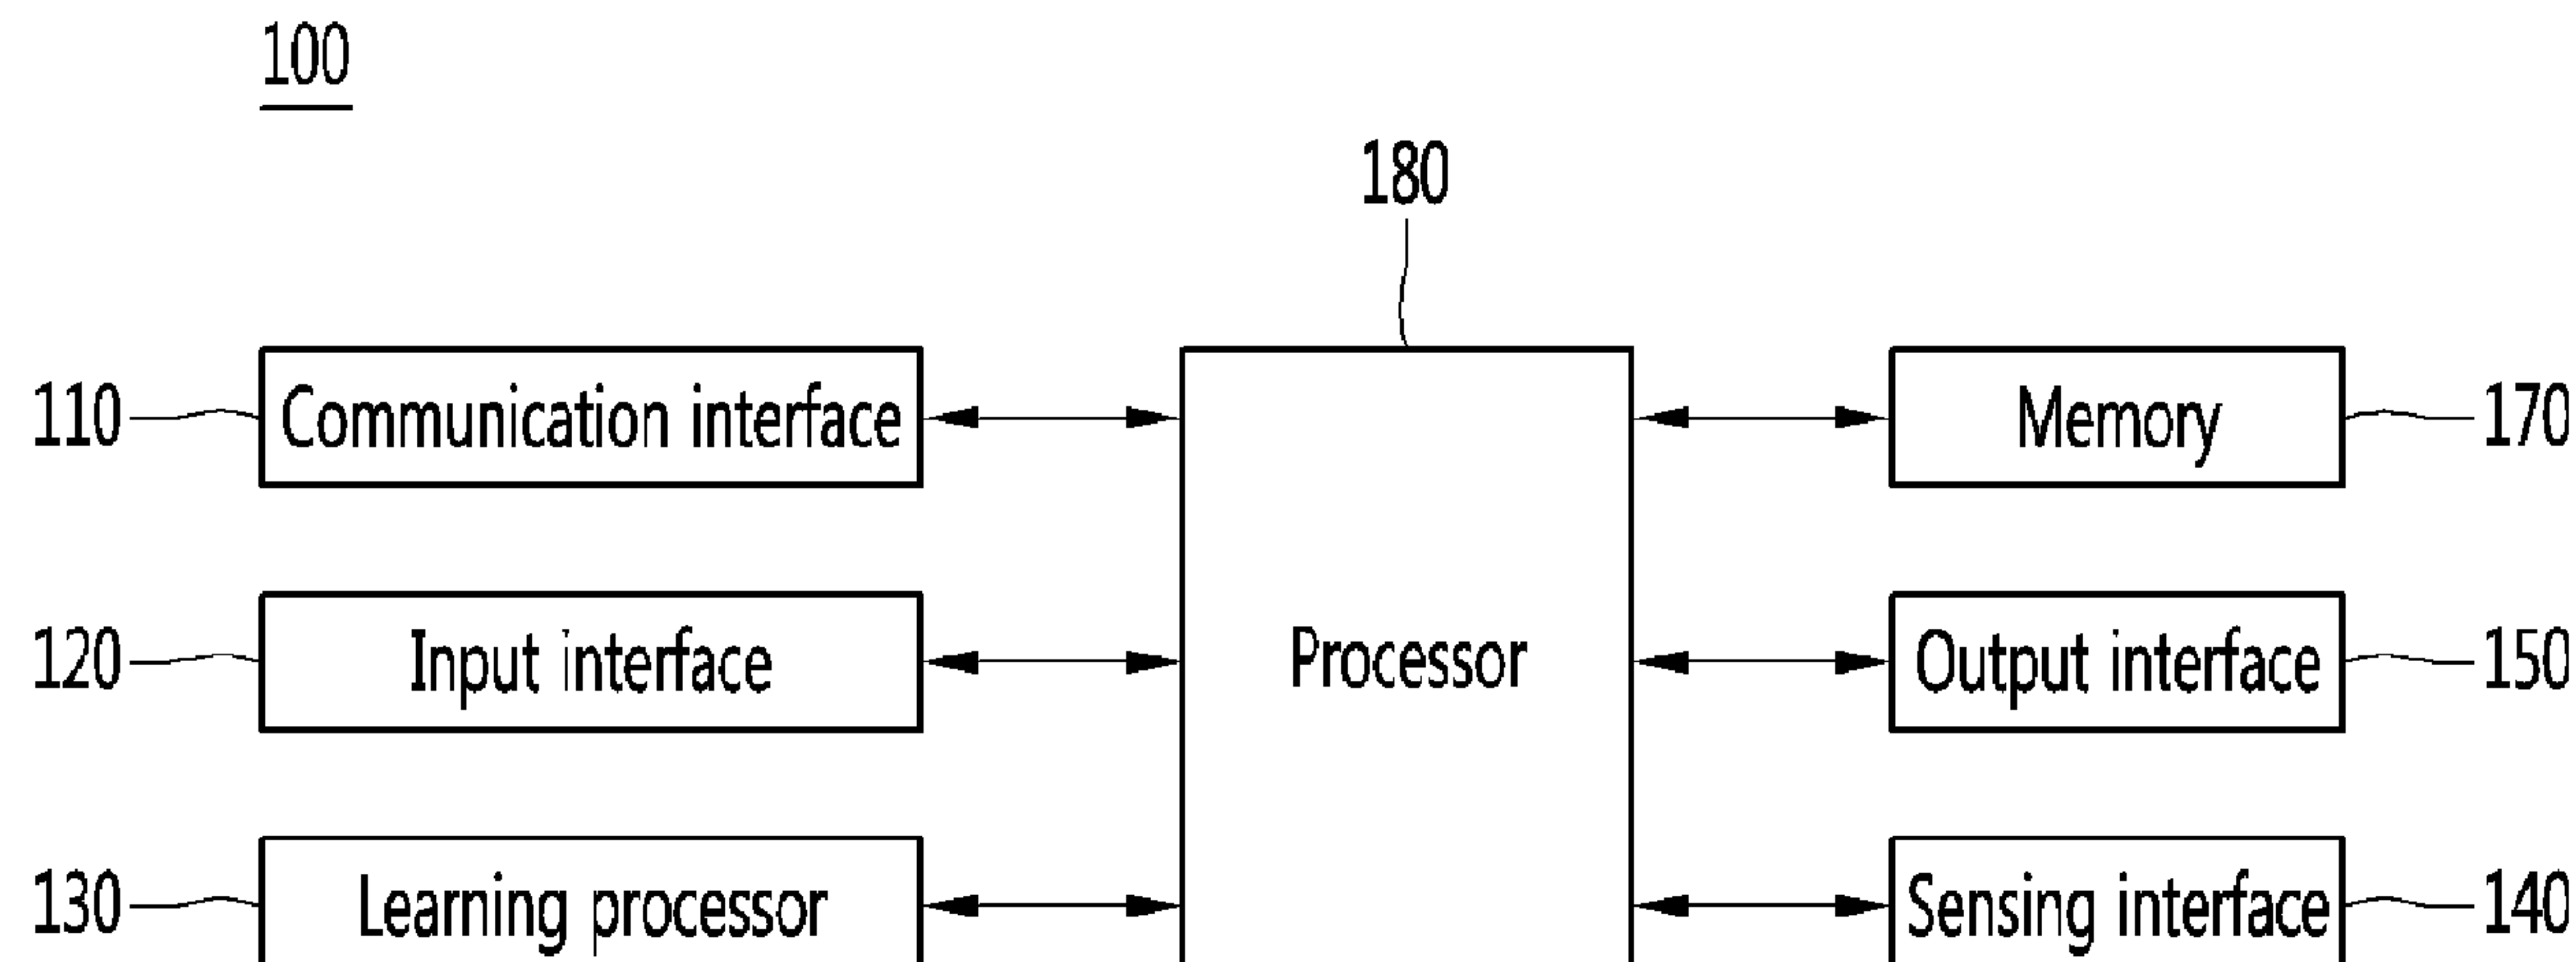 100
180
110 Communication interface Memory 170
120 Input interface Processor Output interface 150
130 Learning processor Sensing interface 140